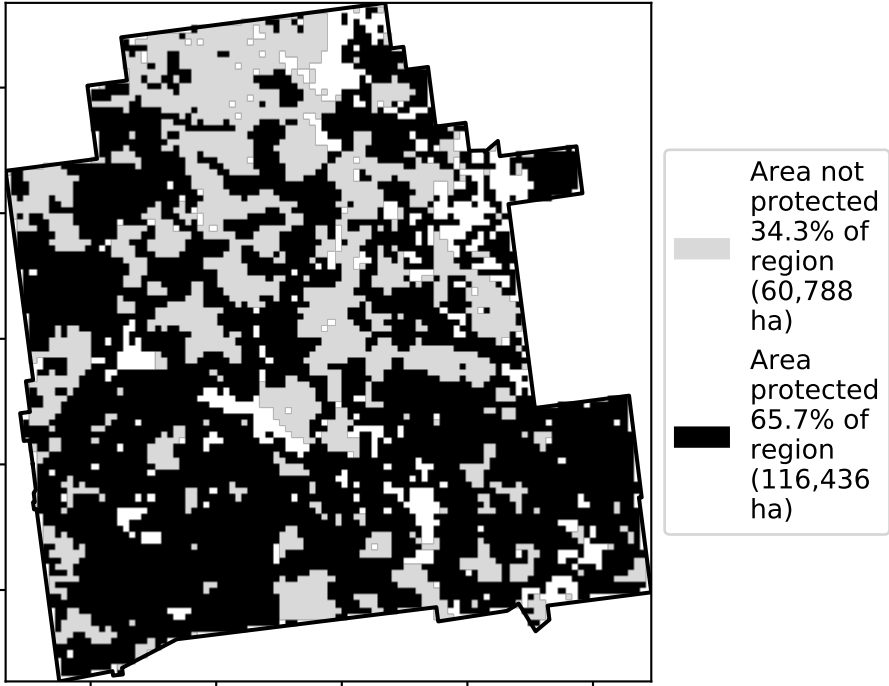 Area not
protected
34.3% of
region
(60,788
ha)
Area
protected
65.7% of
region
(116,436
ha)